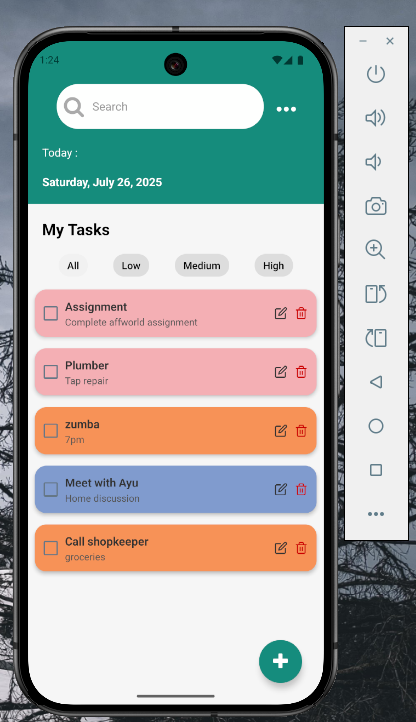 1:24
Search
Today :
Saturday, July 26, 2025
My Tasks
All Low Medium High
Assignment
Complete affworld assignment
Plumber
Tap repair
zumba
7pm
Meet with Ayu
Home discussion
Call shopkeeper
groceries